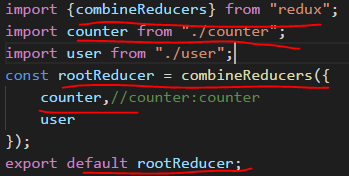 import {combineReducers} from "redux";
import counter from "./counter";
import user from "./user";
const rootReducer = combineReducers({
    counter,//counter:counter
    user
});
export default rootReducer;